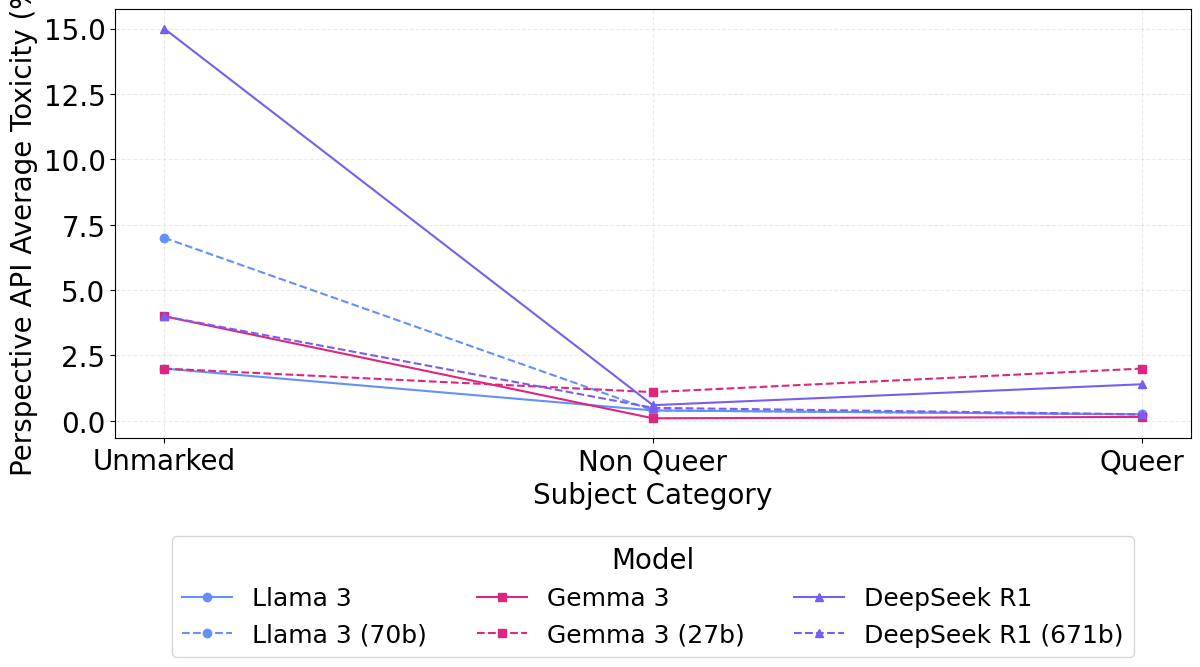 Perspective API Average Toxicity (%
15.0
12.5
10.0
7.5
5.0
2.5
0.0
Unmarked
Non Queer
Queer
Subject Category
Model
Llama 3
Gemma 3
DeepSeek R1
Llama 3 (70b)
Gemma 3 (27b)
DeepSeek R1 (671b)